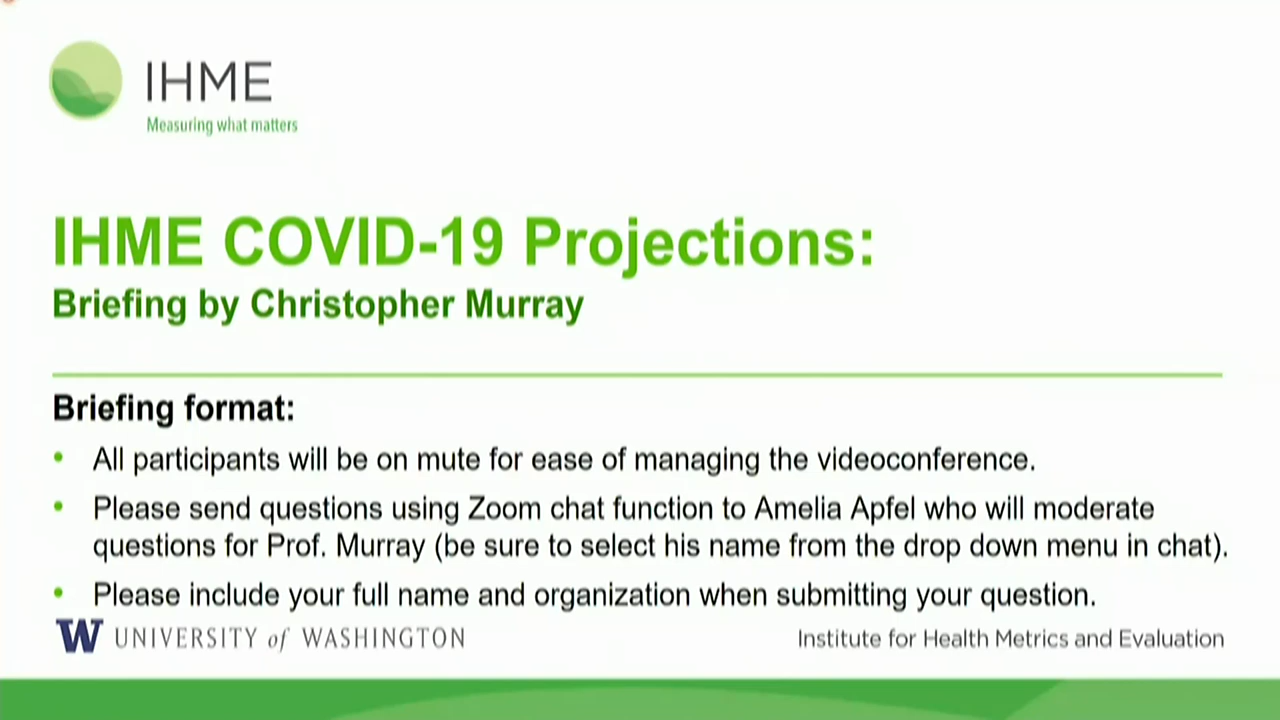 IHME
Measuring what matters
IHME COVID-19 Projections:
Briefing by Christopher Murray
Briefing format:
• All participants will be on mute for ease of managing the videoconference.
• Please send questions using Zoom chat function to Amelia Apfel who will moderate
questions for Prof. Murray (be sure to select his name from the drop down menu in chat).
• Please include your full name and organization when submitting your question.
W UNIVERSITY of WASHINGTON
Institute for Health Metrics and Evaluation